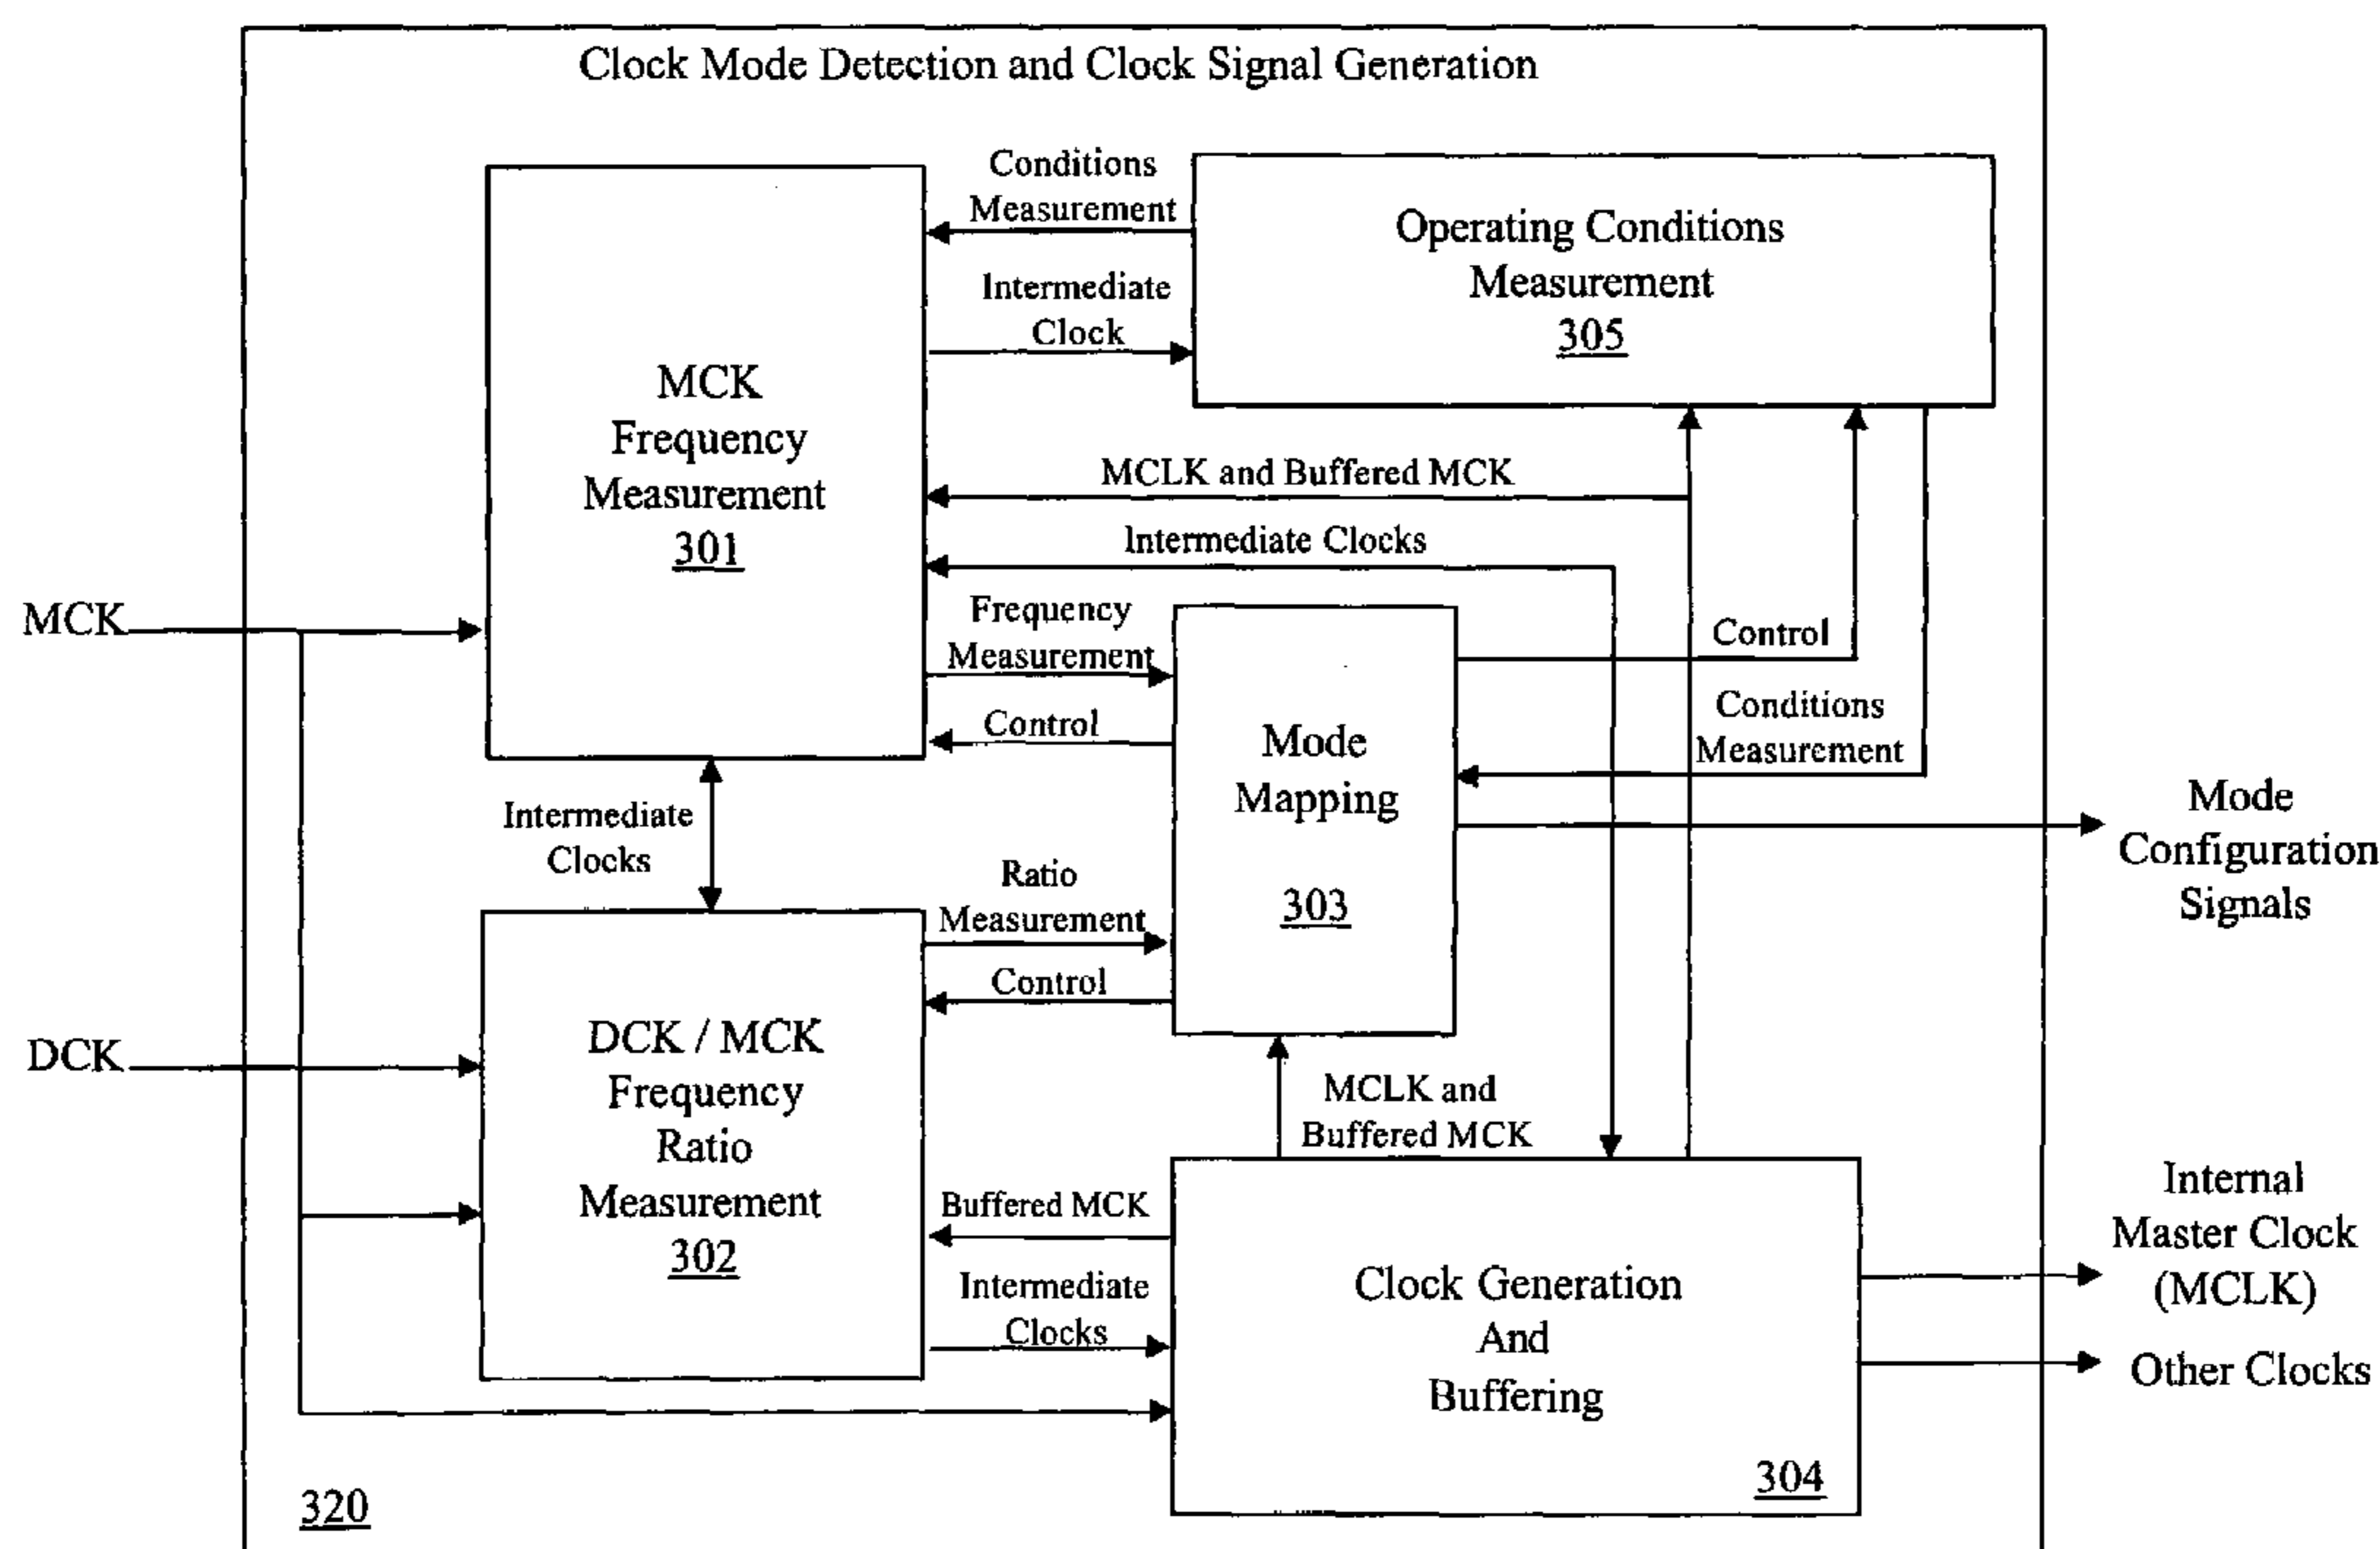 Clock Mode Detection and Clock Signal Generation
Conditions
Measurement
Operating Conditions
Measurement
305
Intermediate
Clock
MCK
Frequency
Measurement
301
MCLK and Buffered MCK
Intermediate Clocks
MCK
Frequency
Measurement
Control
Control
Conditions
Measurement
Mode
Mapping
303
Mode
Configuration
Signals
Intermediate
Clocks
Ratio
Measurement
Control
DCK
DCK / MCK
Frequency
Ratio
Measurement
302
MCLK and
Buffered MCK
Buffered MCK
Intermediate
Clocks
Clock Generation
And
Buffering
304
Internal
Master Clock
(MCLK)
Other Clocks
320